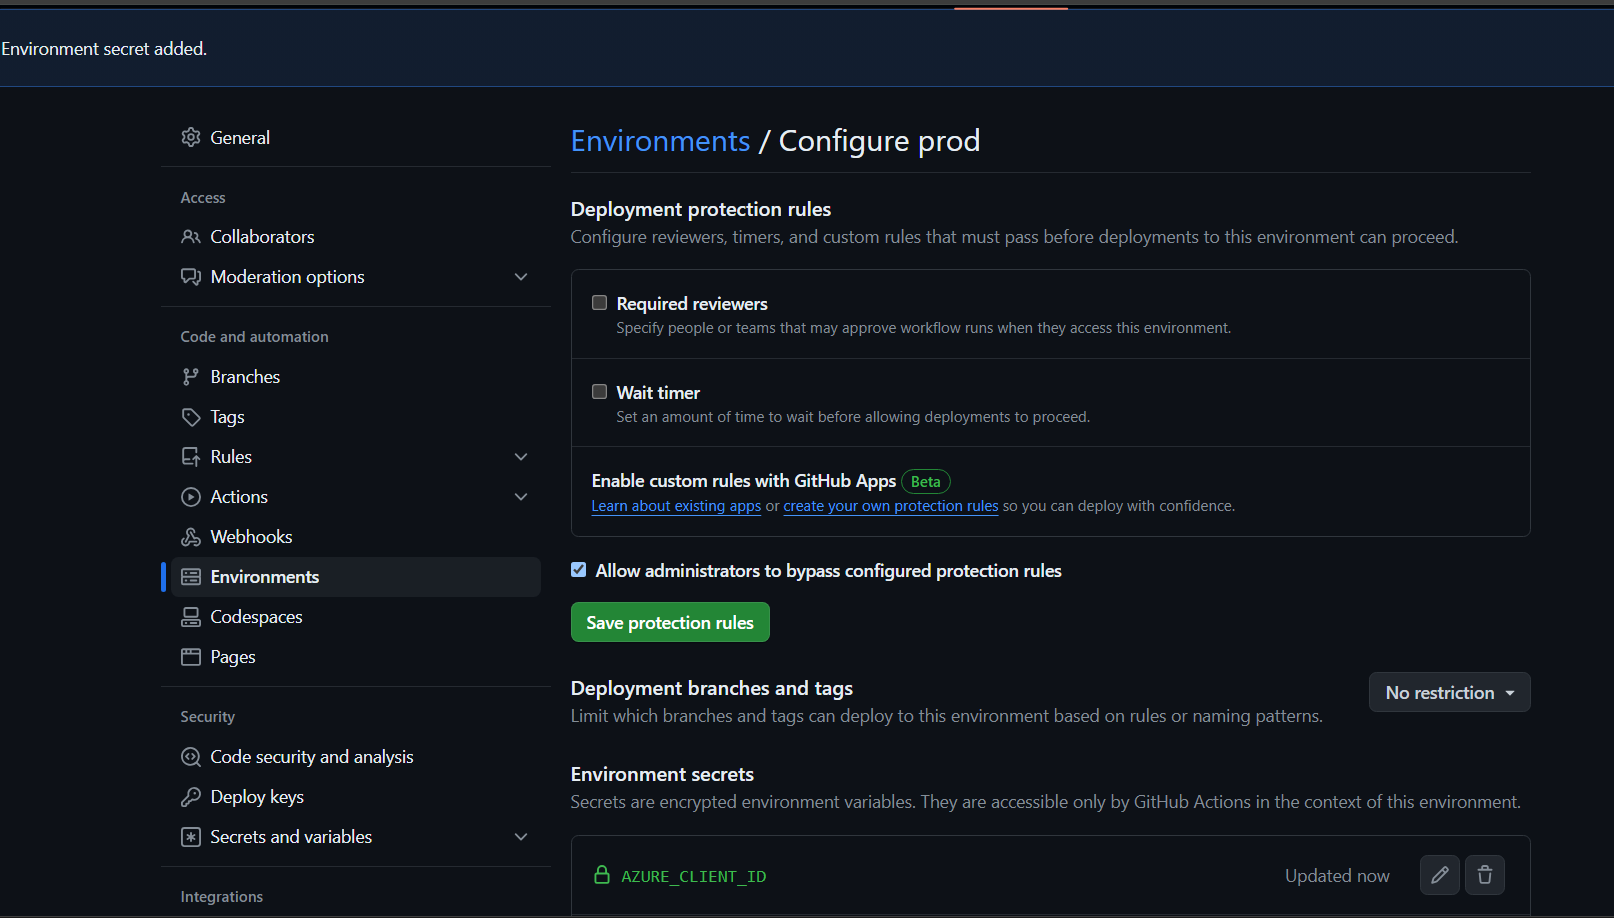 Environment secret added.
General
Access
Collaborators
Moderation options
Code and automation
Branches
Tags
Rules
Actions
Webhooks
Environments
Codespaces
Pages
Security
Code security and analysis
Deploy keys
Secrets and variables
Integrations
Environments / Configure prod
Deployment protection rules
Configure reviewers, timers, and custom rules that must pass before deployments to this environment can proceed.
Required reviewers
Specify people or teams that may approve workflow runs when they access this environment.
Wait timer
Set an amount of time to wait before allowing deployments to proceed.
Enable custom rules with GitHub Apps Beta
Learn about existing apps or create your own protection rules so you can deploy with confidence.
Allow administrators to bypass configured protection rules
Save protection rules
Deployment branches and tags
Limit which branches and tags can deploy to this environment based on rules or naming patterns.
No restriction
Environment secrets
Secrets are encrypted environment variables. They are accessible only by GitHub Actions in the context of this environment.
AZURE_CLIENT_ID Updated now